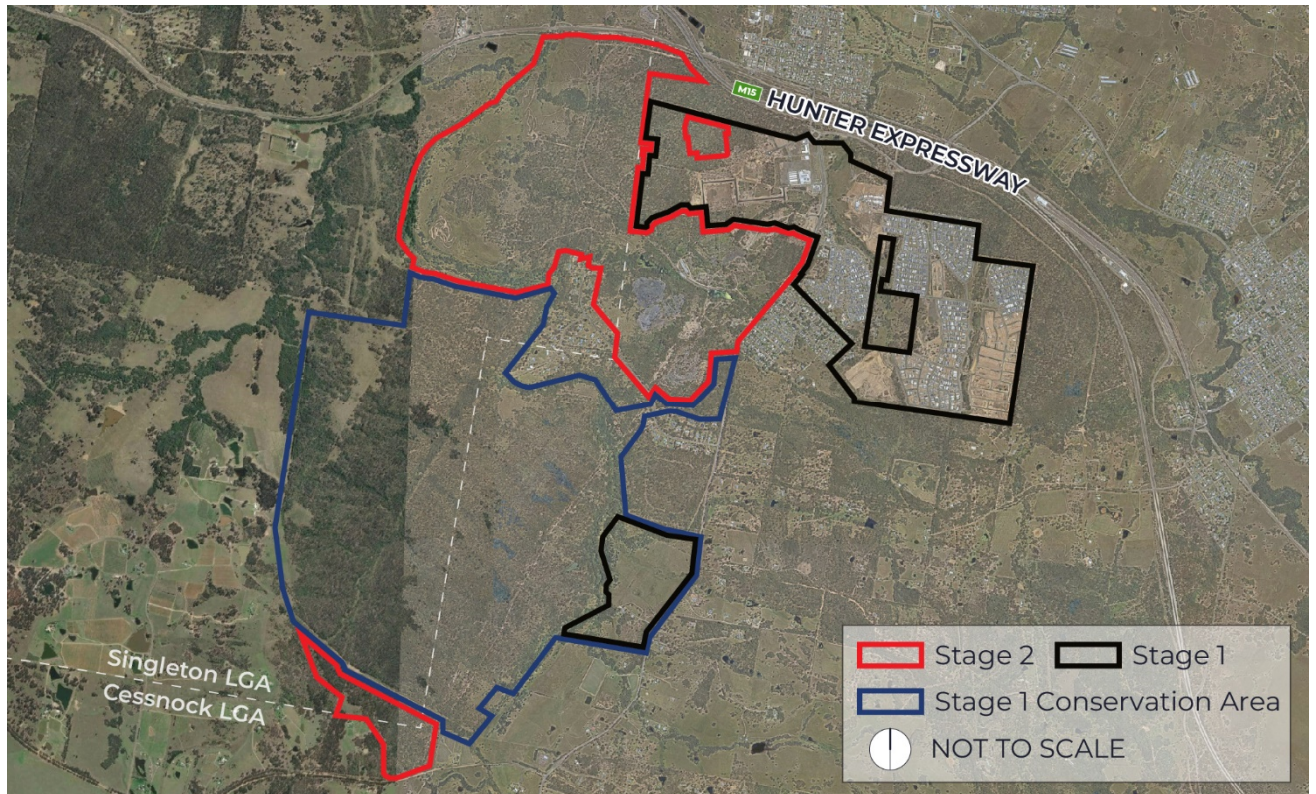 M15 HUNTER EXPRESSWAY
Singleton LGA
Cessnock LGA
Stage 2 Stage 1
Stage 1 Conservation Area
NOT TO SCALE